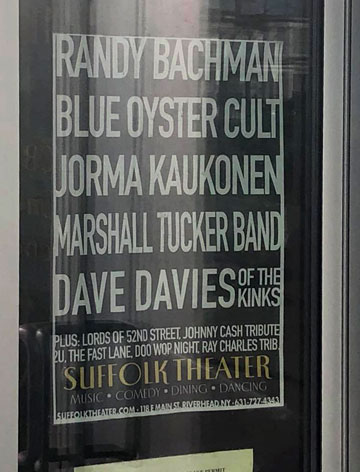 RANDY BACHMAN
BLUE OYSTER CULT
JORMA KAUKONEN
MARSHALL TUCKER BAND
DAVE DAVIES OF THE KINKS
PLUS: LORDS OF 52ND STREET, JOHNNY CASH TRIBUTE
2U, THE FAST LANE, DOO WOP NIGHT, RAY CHARLES TRIB.
SUFFOLK THEATER
MUSIC • COMEDY • DINING • DANCING
SUFFOLKTHEATER.COM • 118 E MAIN ST. RIVERHEAD, NY • 631-727-4343